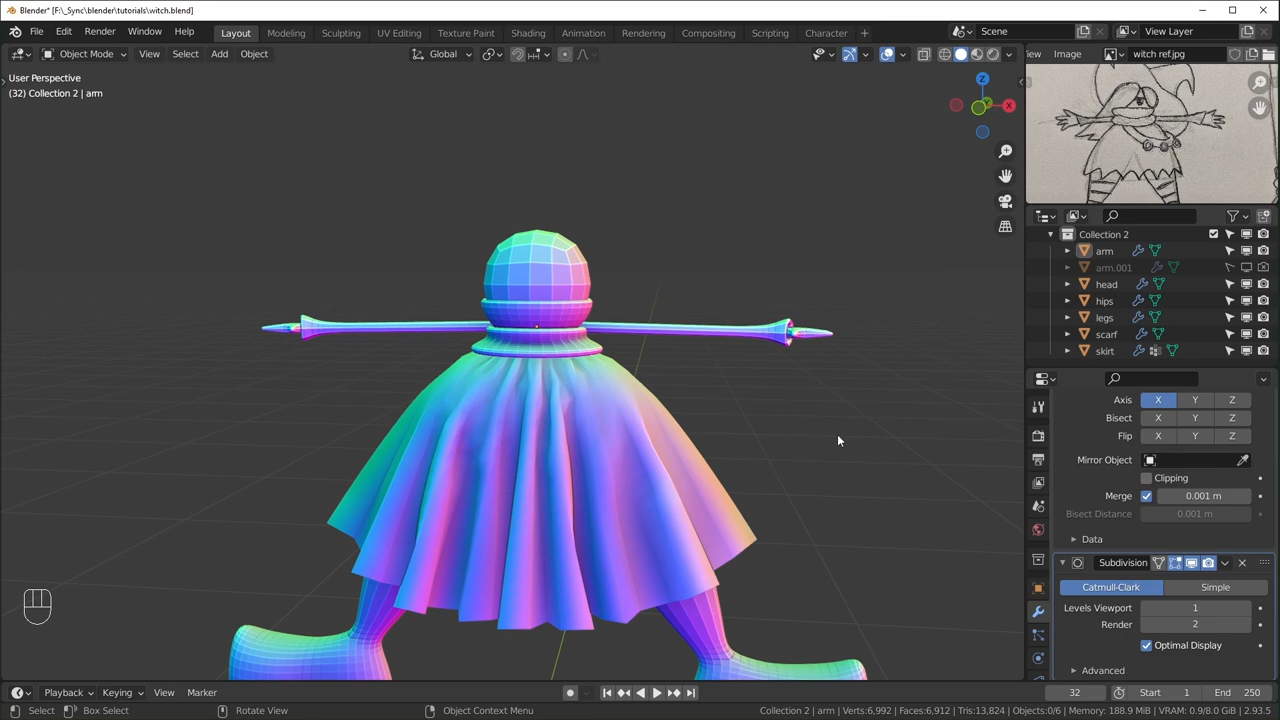 Blender* [F:\_Sync\blender\tutorials\witch.blend]
File Edit Render Window Help Layout Modeling Sculpting UV Editing Texture Paint Shading Animation Rendering Compositing Scripting Character + Scene View Layer
Object Mode View Select Add Object Global iew Image witch ref.jpg
User Perspective
(32) Collection 2 | arm
Z
Y
X
Collection 2
arm
arm.001
head
hips
legs
scarf
skirt
Axis X Y Z
Bisect X Y Z
Flip X Y Z
Mirror Object
Clipping
Merge 0.001 m
Bisect Distance 0.001 m
Data
Subdivision
Catmull-Clark Simple
Levels Viewport 1
Render 2
Optimal Display
Advanced
Playback Keying View Marker 32 Start 1 End 250
Select Box Select Rotate View Object Context Menu Collection 2 | arm | Verts:6,992 | Faces:6,912 | Tris:13,824 | Objects:0/6 | Memory: 188.9 MiB | VRAM: 0.9/8.0 GiB | 2.93.5